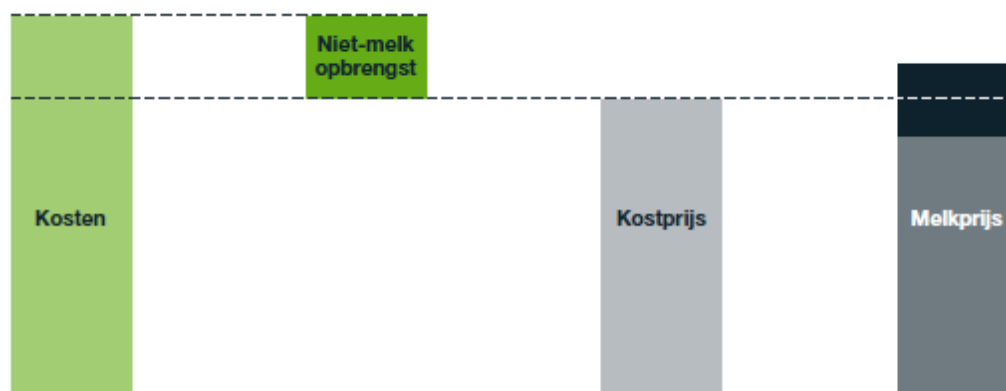 Niet-melk
opbrengst
Kosten
Kostprijs
Melkprijs